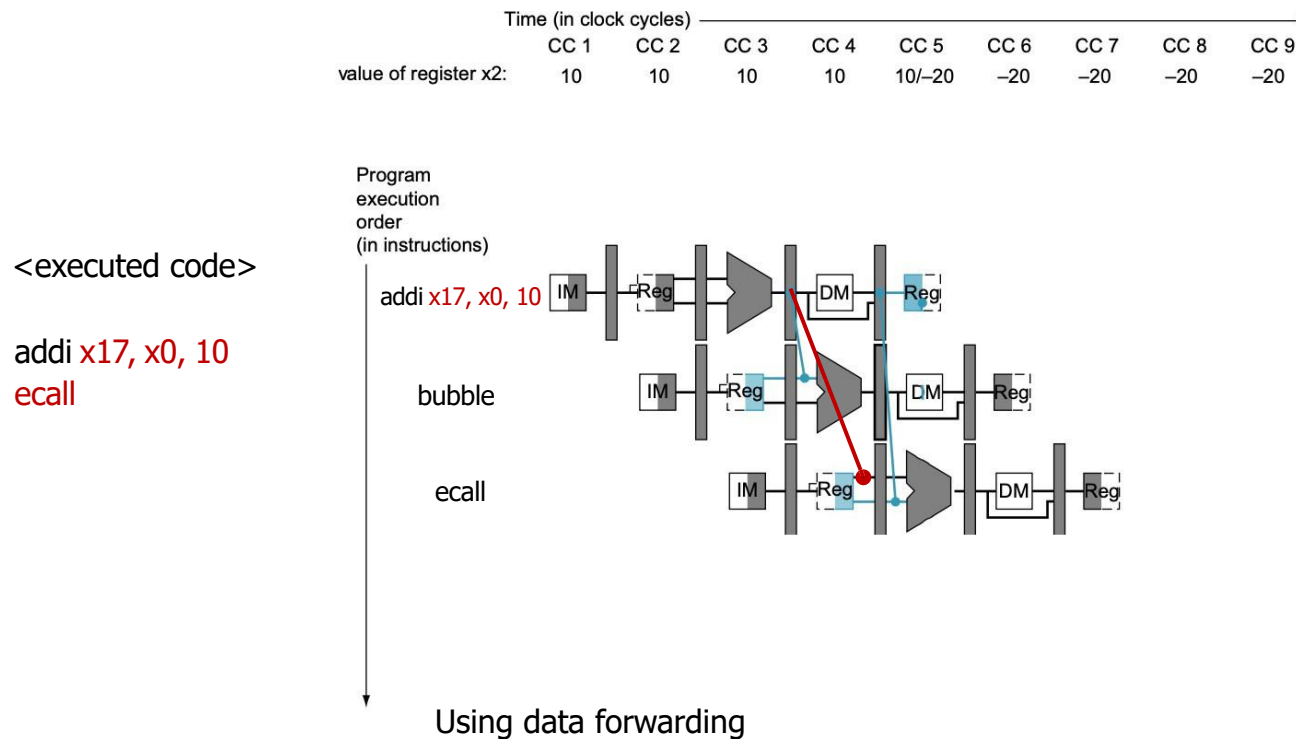 Time (in clock cycles)
CC 1 CC 2 CC 3 CC 4 CC 5 CC 6 CC 7 CC 8 CC 9
value of register x2: 10 10 10 10 10/–20 –20 –20 –20 –20
Program
execution
order
(in instructions)
<executed code>
addi x17, x0, 10
ecall
addi x17, x0, 10 IM Reg DM Reg
bubble IM Reg DM Reg
ecall IM Reg DM Reg
Using data forwarding